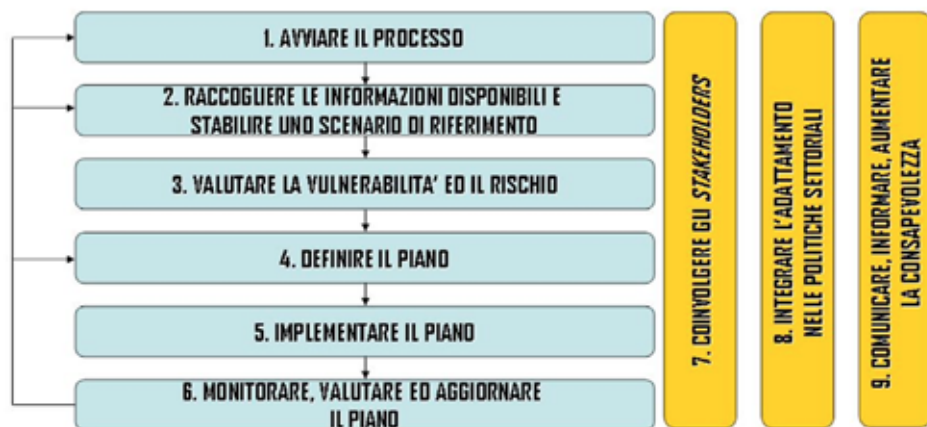 1. AVVIARE IL PROCESSO
2. RACCOGLIERE LE INFORMAZIONI DISPONIBILI E
STABILIRE UNO SCENARIO DI RIFERIMENTO
3. VALUTARE LA VULNERABILITA' ED IL RISCHIO
4. DEFINIRE IL PIANO
5. IMPLEMENTARE IL PIANO
6. MONITORARE, VALUTARE ED AGGIORNARE
IL PIANO
7. COINVOLGERE GLI STAKEHOLDERS
8. INTEGRARE L'ADATTAMENTO
NELLE POLITICHE SETTORIALI
9. COMUNICARE, INFORMARE, AUMENTARE
LA CONSAPEVOLEZZA